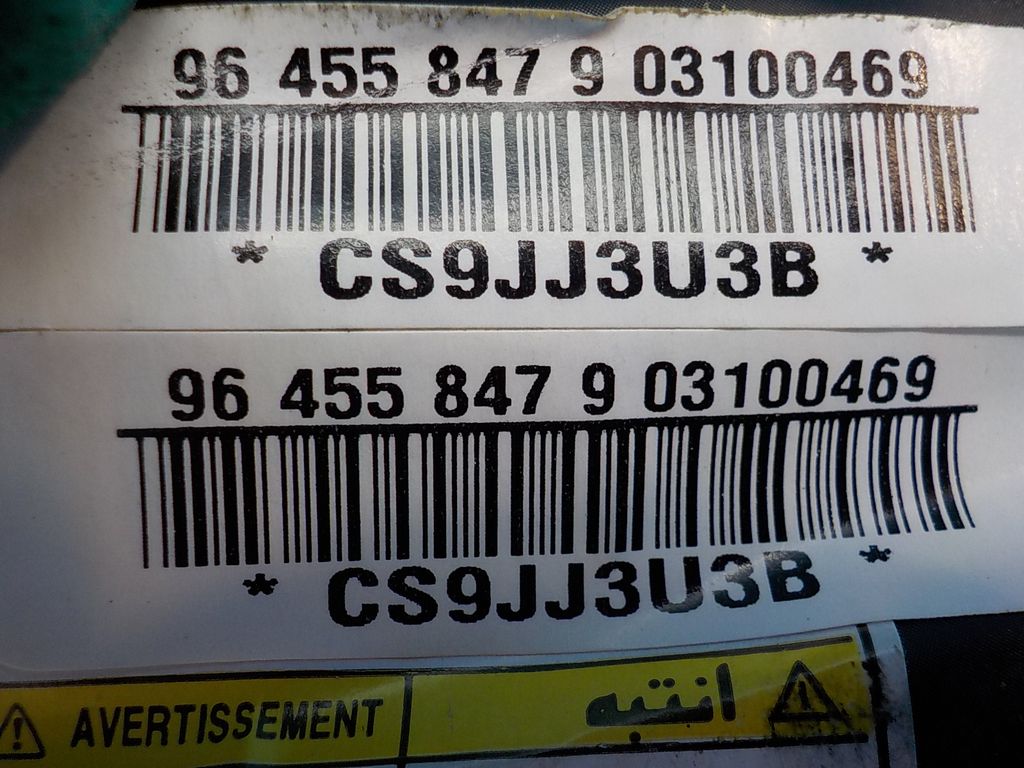 96 455 847 9 03100469
* CS9JJ3U3B *
96 455 847 9 03100469
* CS9JJ3U3B *
AVERTISSEMENT
انتبه